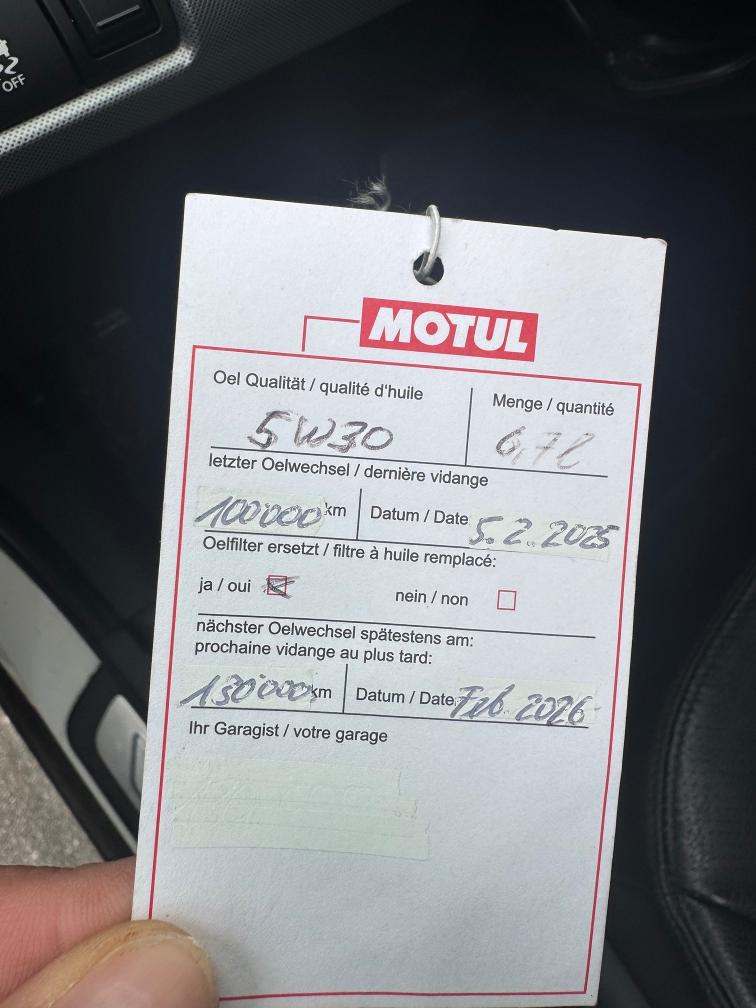 OFF
MOTUL
Oel Qualität / qualité d'huile
Menge / quantité
5W30
6,7l
letzter Oelwechsel / dernière vidange
100'000 km
Datum / Date 5.2.2025
Oelfilter ersetzt / filtre à huile remplacé:
ja / oui
nein / non
nächster Oelwechsel spätestens am:
prochaine vidange au plus tard:
130'000 km
Datum / Date Feb. 2026
Ihr Garagist / votre garage